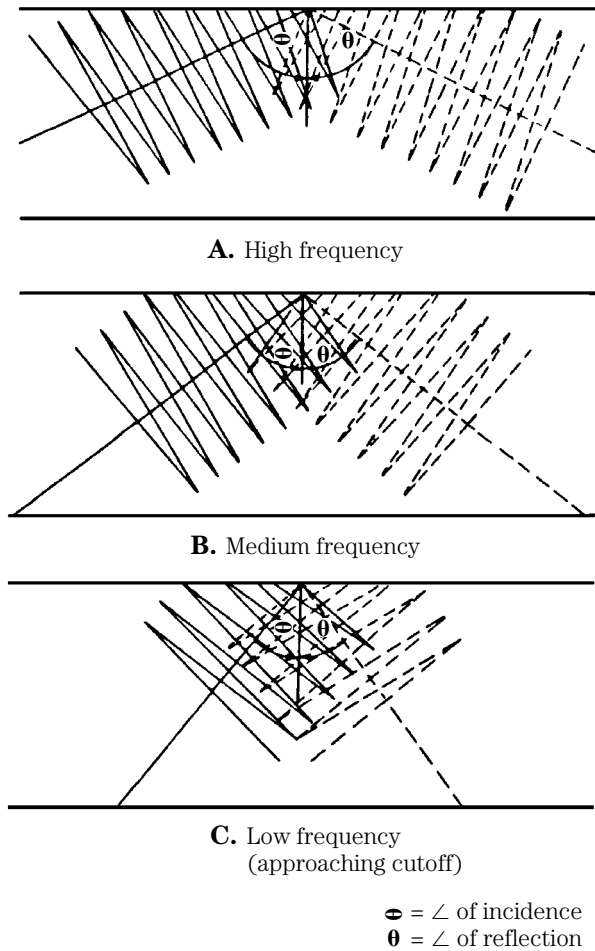 θ θ
A. High frequency
θ θ
B. Medium frequency
θ θ
C. Low frequency
(approaching cutoff)
θ = ∠ of incidence
θ = ∠ of reflection